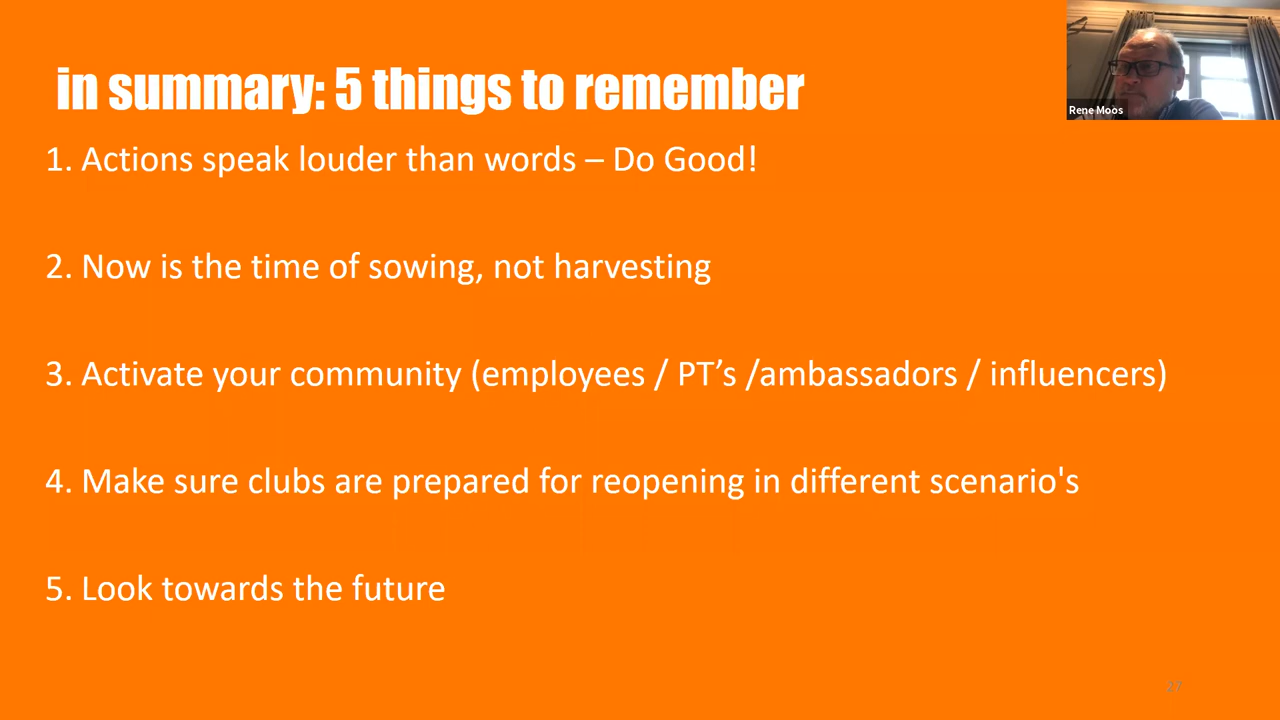 in summary: 5 things to remember
Rene Moos
1. Actions speak louder than words – Do Good!
2. Now is the time of sowing, not harvesting
3. Activate your community (employees / PT’s /ambassadors / influencers)
4. Make sure clubs are prepared for reopening in different scenario's
5. Look towards the future
27